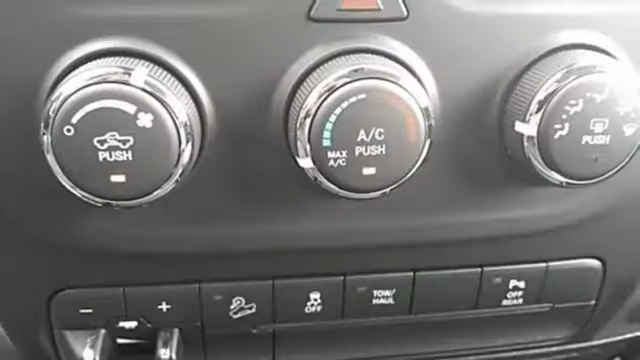 PUSH
A/C
PUSH
MAX
A/C
PUSH
−
+
OFF
TOW/
HAUL
OFF
REAR